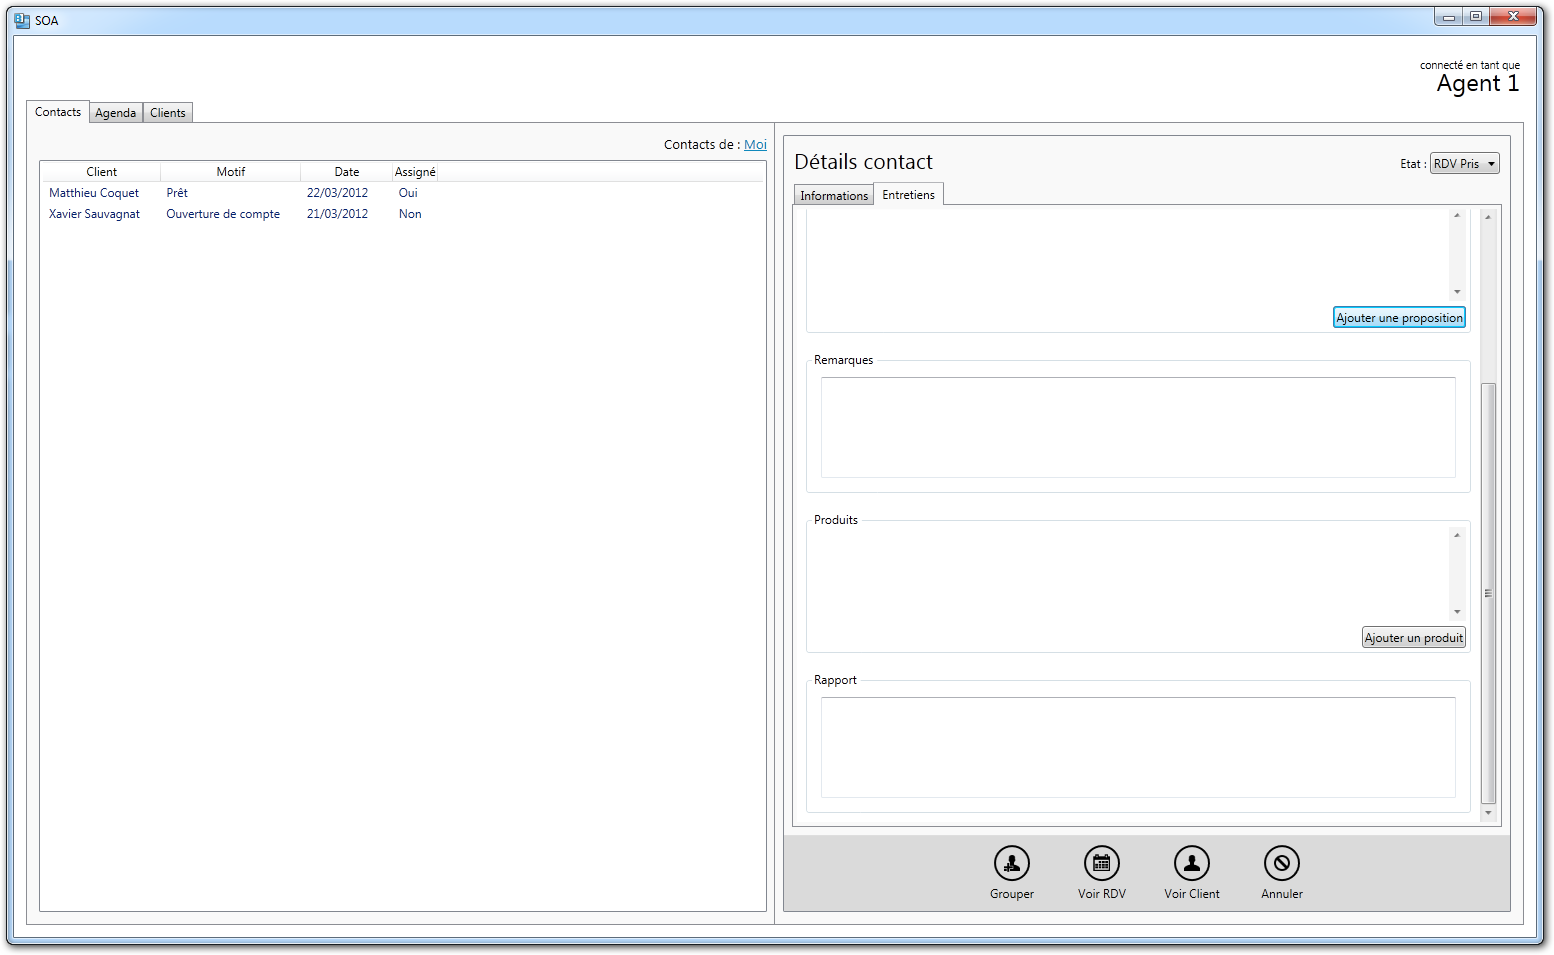 SOA
connecté en tant que
Agent 1
Contacts Agenda Clients
Contacts de : Moi
Client Motif Date Assigné
Matthieu Coquet Prêt 22/03/2012 Oui
Xavier Sauvagnat Ouverture de compte 21/03/2012 Non
Détails contact
Etat : RDV Pris
Informations Entretiens
Ajouter une proposition
Remarques
Produits
Ajouter un produit
Rapport
Grouper Voir RDV Voir Client Annuler